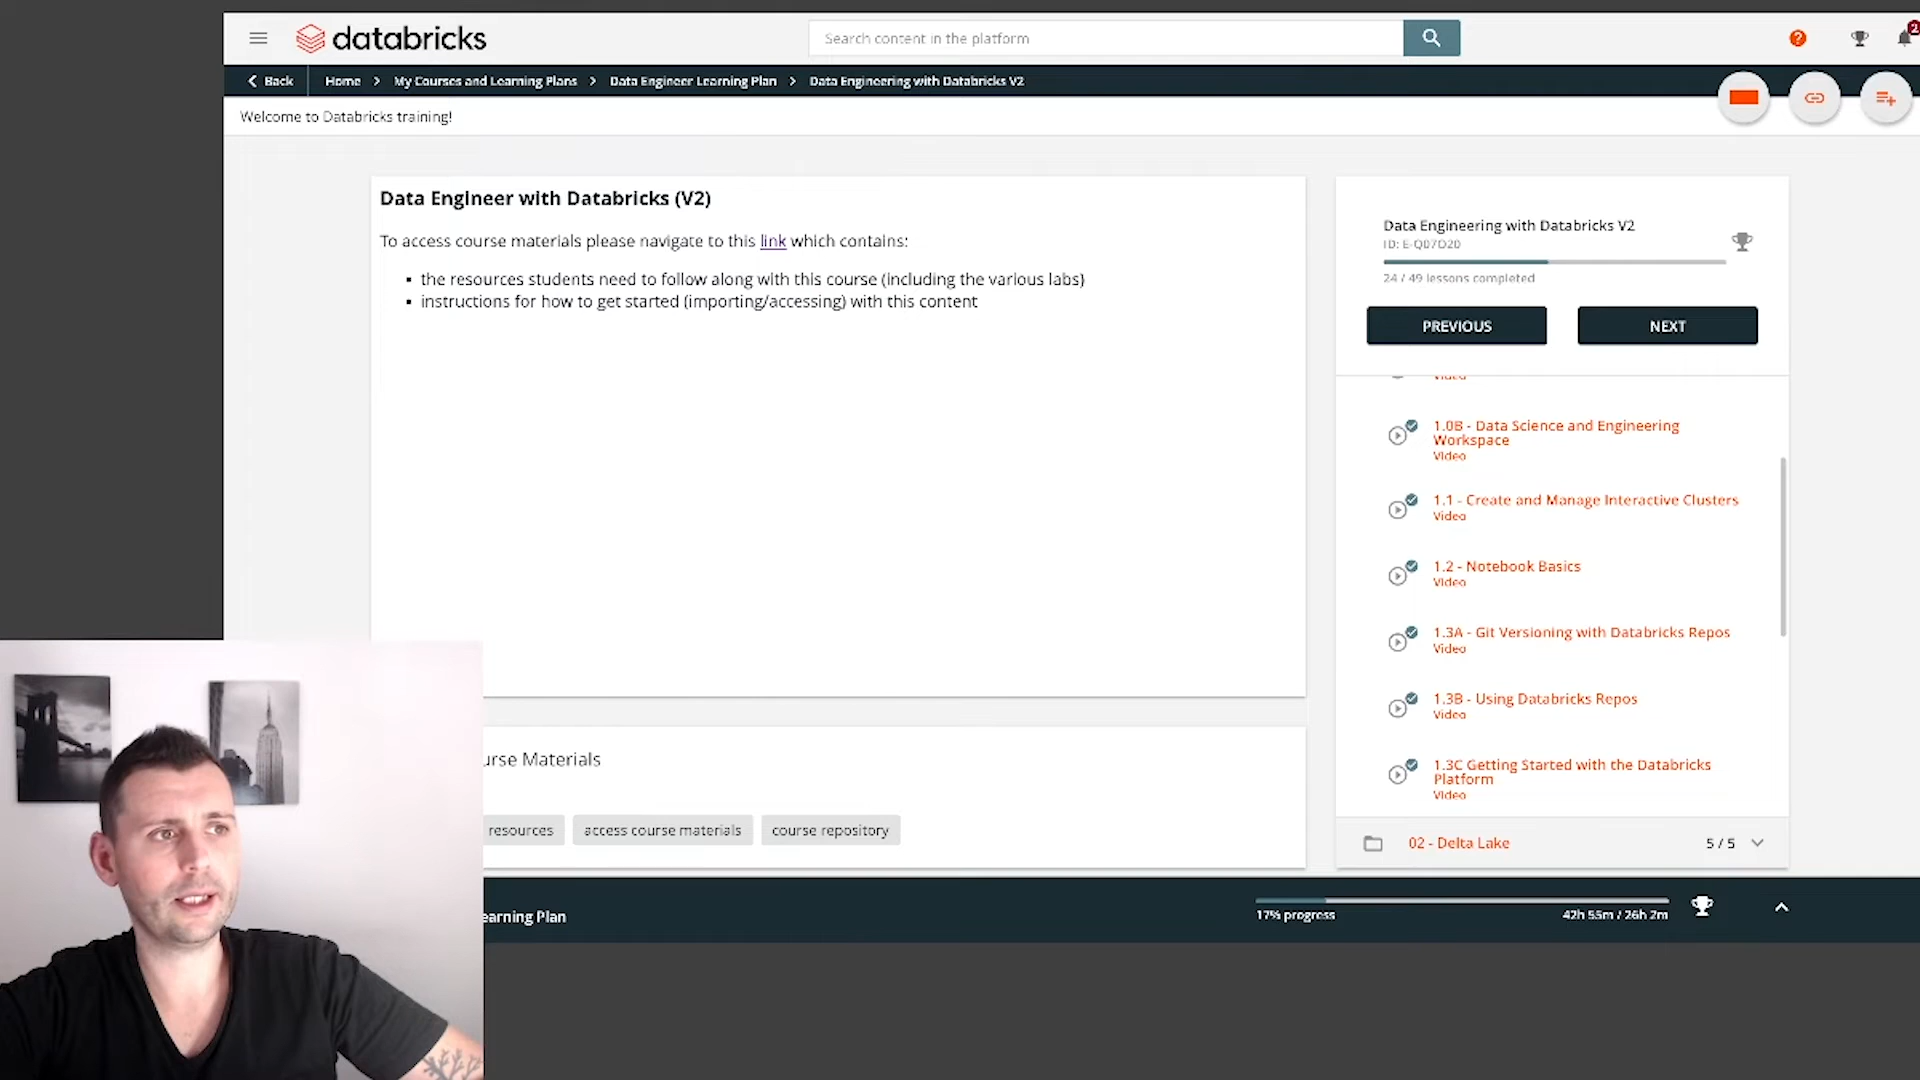 databricks
Search content in the platform
2
Back
Home > My Courses and Learning Plans > Data Engineer Learning Plan > Data Engineering with Databricks V2
Welcome to Databricks training!
Data Engineer with Databricks (V2)
To access course materials please navigate to this link which contains:
the resources students need to follow along with this course (including the various labs)
instructions for how to get started (importing/accessing) with this content
urse Materials
resources
access course materials
course repository
Data Engineering with Databricks V2
ID: E-Q07O20
24 / 49 lessons completed
PREVIOUS
NEXT
Video
1.0B - Data Science and Engineering
Workspace
Video
1.1 - Create and Manage Interactive Clusters
Video
1.2 - Notebook Basics
Video
1.3A - Git Versioning with Databricks Repos
Video
1.3B - Using Databricks Repos
Video
1.3C Getting Started with the Databricks
Platform
Video
02 - Delta Lake
5 / 5
earning Plan
17% progress
42h 55m / 26h 2m